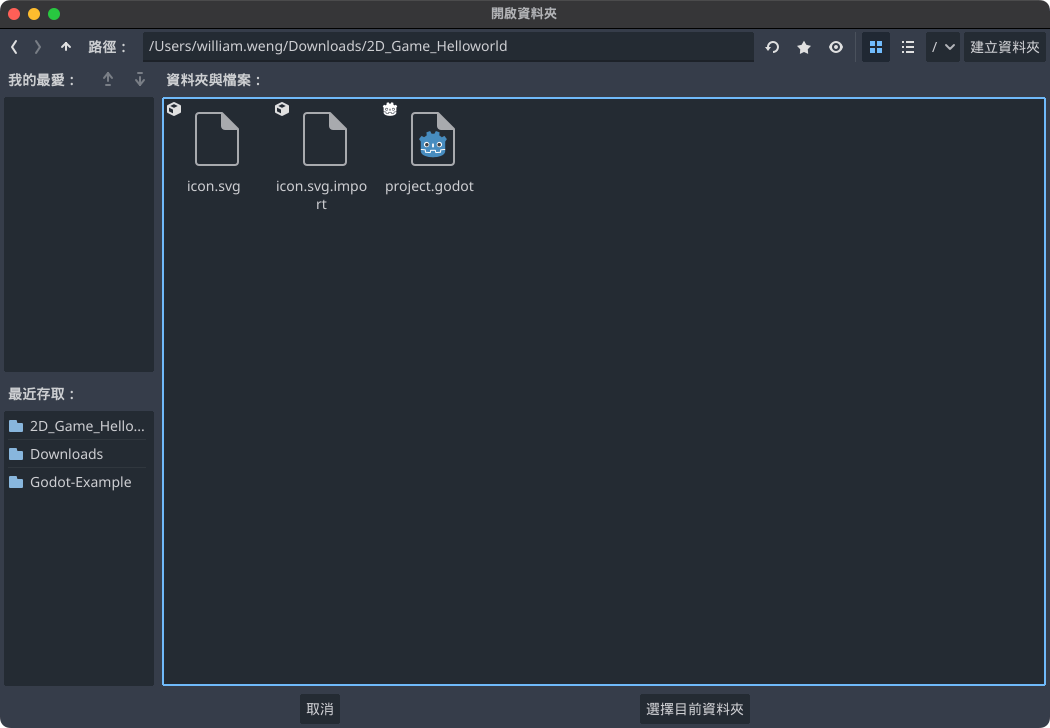 開啟資料夾
路徑：
/Users/william.weng/Downloads/2D_Game_Helloworld
/
建立資料夾
我的最愛：
資料夾與檔案：
icon.svg
icon.svg.impo
rt
project.godot
最近存取：
2D_Game_Hello...
Downloads
Godot-Example
取消
選擇目前資料夾